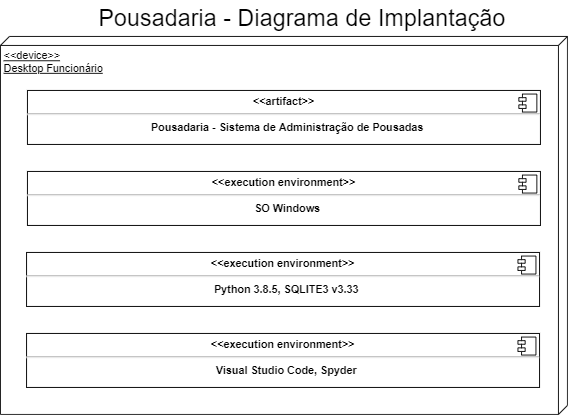 Pousadaria - Diagrama de Implantação
<<device>>
Desktop Funcionário
<<artifact>>
Pousadaria - Sistema de Administração de Pousadas
<<execution environment>>
SO Windows
<<execution environment>>
Python 3.8.5, SQLITE3 v3.33
<<execution environment>>
Visual Studio Code, Spyder